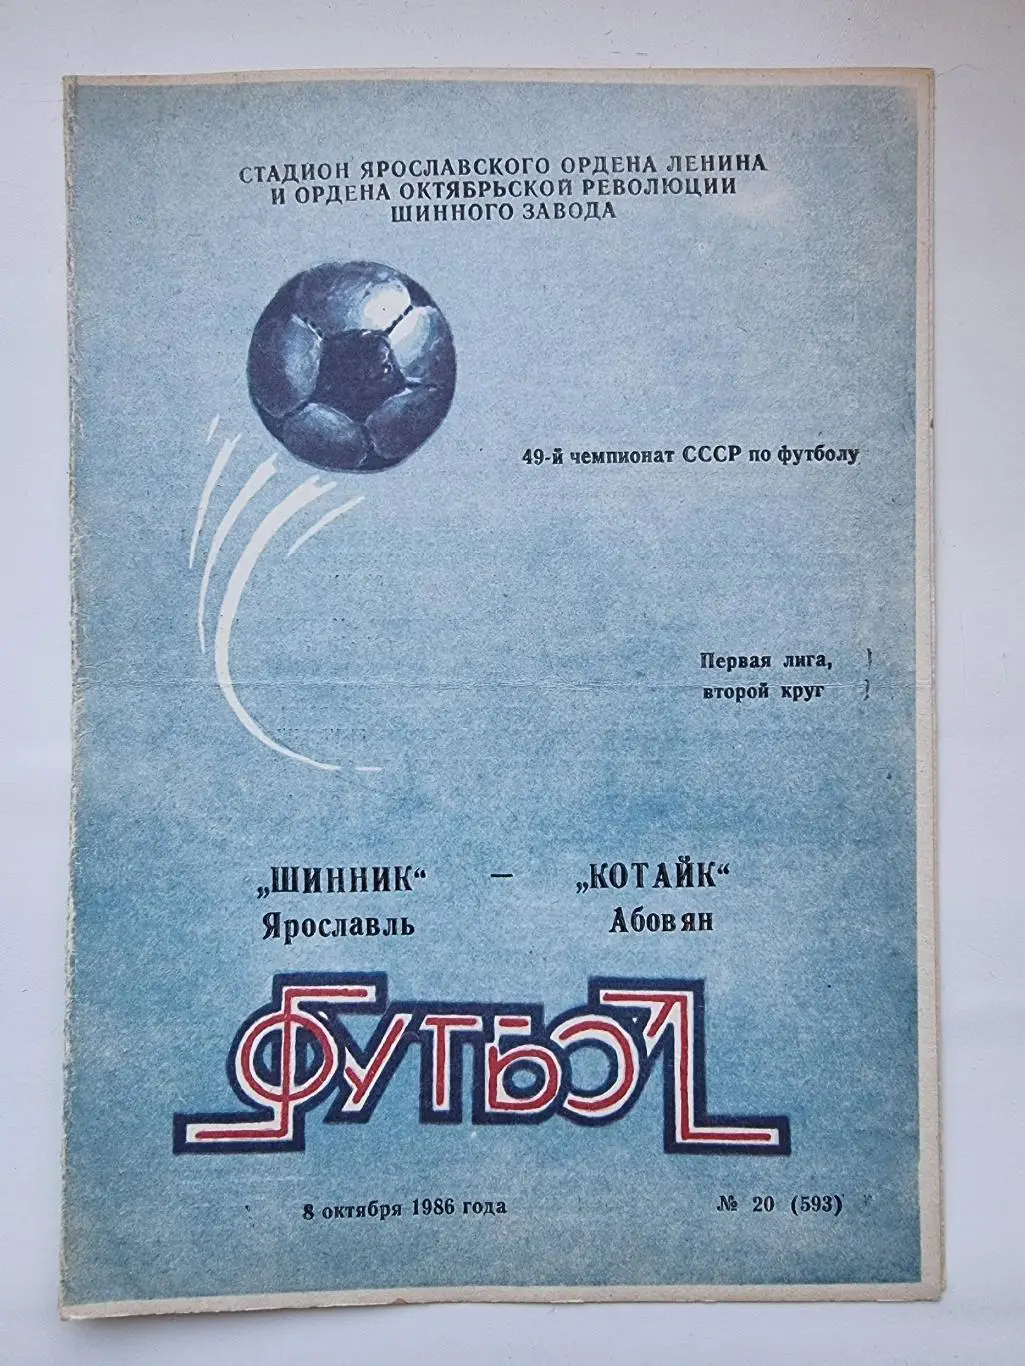 СТАДИОН ЯРОСЛАВСКОГО ОРДЕНА ЛЕНИНА
И ОРДЕНА ОКТЯБРЬСКОЙ РЕВОЛЮЦИИ
ШИННОГО ЗАВОДА
49-й чемпионат СССР по футболу
Первая лига,
второй круг
„ШИННИК“ — „КОТАЙК“
Ярославль Абовян
ФУТБОЛ
8 октября 1986 года № 20 (593)